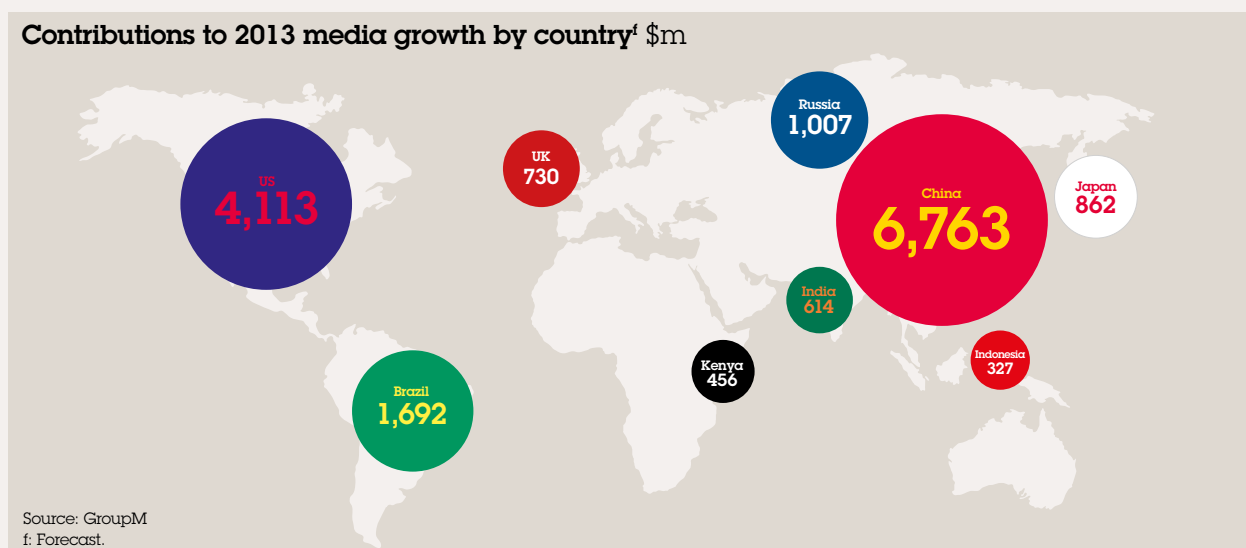 Contributions to 2013 media growth by countryᶠ $m
Russia
1,007
UK
730
US
4,113
China
6,763
Japan
862
India
614
Kenya
456
Indonesia
327
Brazil
1,692
Source: GroupM
f: Forecast.